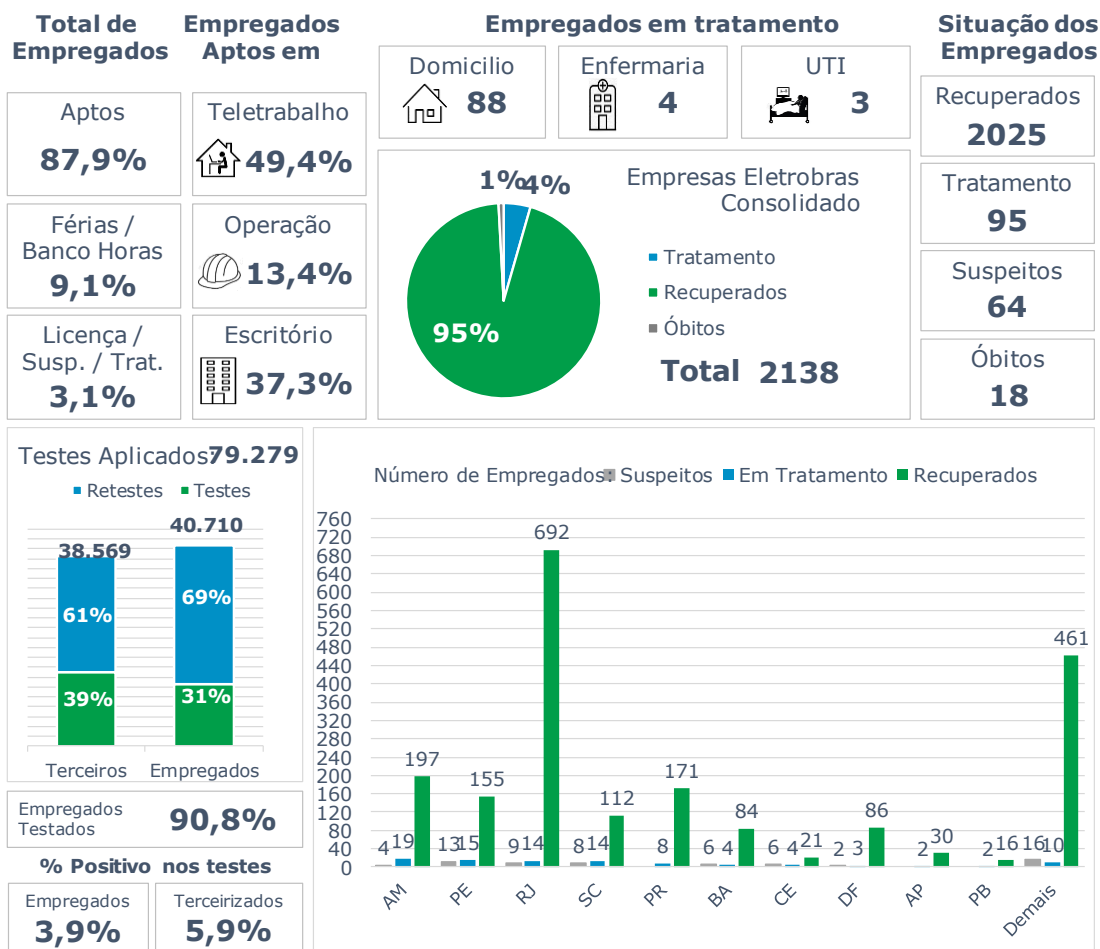 Total de
Empregados
Aptos
87,9%
Férias /
Banco Horas
9,1%
Licença /
Susp. / Trat.
3,1%
Empregados
Aptos em
Teletrabalho
49,4%
Operação
13,4%
Escritório
37,3%
Empregados em tratamento
Domicilio
88
Enfermaria
4
UTI
3
Empresas Eletrobras
Consolidado
1%
4%
95%
Tratamento
Recuperados
Óbitos
Total 2138
Situação dos
Empregados
Recuperados
2025
Tratamento
95
Suspeitos
64
Óbitos
18
Testes Aplicados: 79.279
Retestes Testes
38.569
40.710
61%
69%
39%
31%
Terceiros Empregados
Empregados
Testados
90,8%
% Positivo nos testes
Empregados
3,9%
Terceirizados
5,9%
Número de Empregados: Suspeitos Em Tratamento Recuperados
760
720
680
640
600
560
520
480
440
400
360
320
280
240
200
160
120
80
40
0
4 19 197
13 15 155
9 14 692
8 14 112
8 171
6 4 84
6 4 21
2 3 86
2 30
2 16
16 10 461
AM PE RJ SC PR BA CE DF AP PB Demais